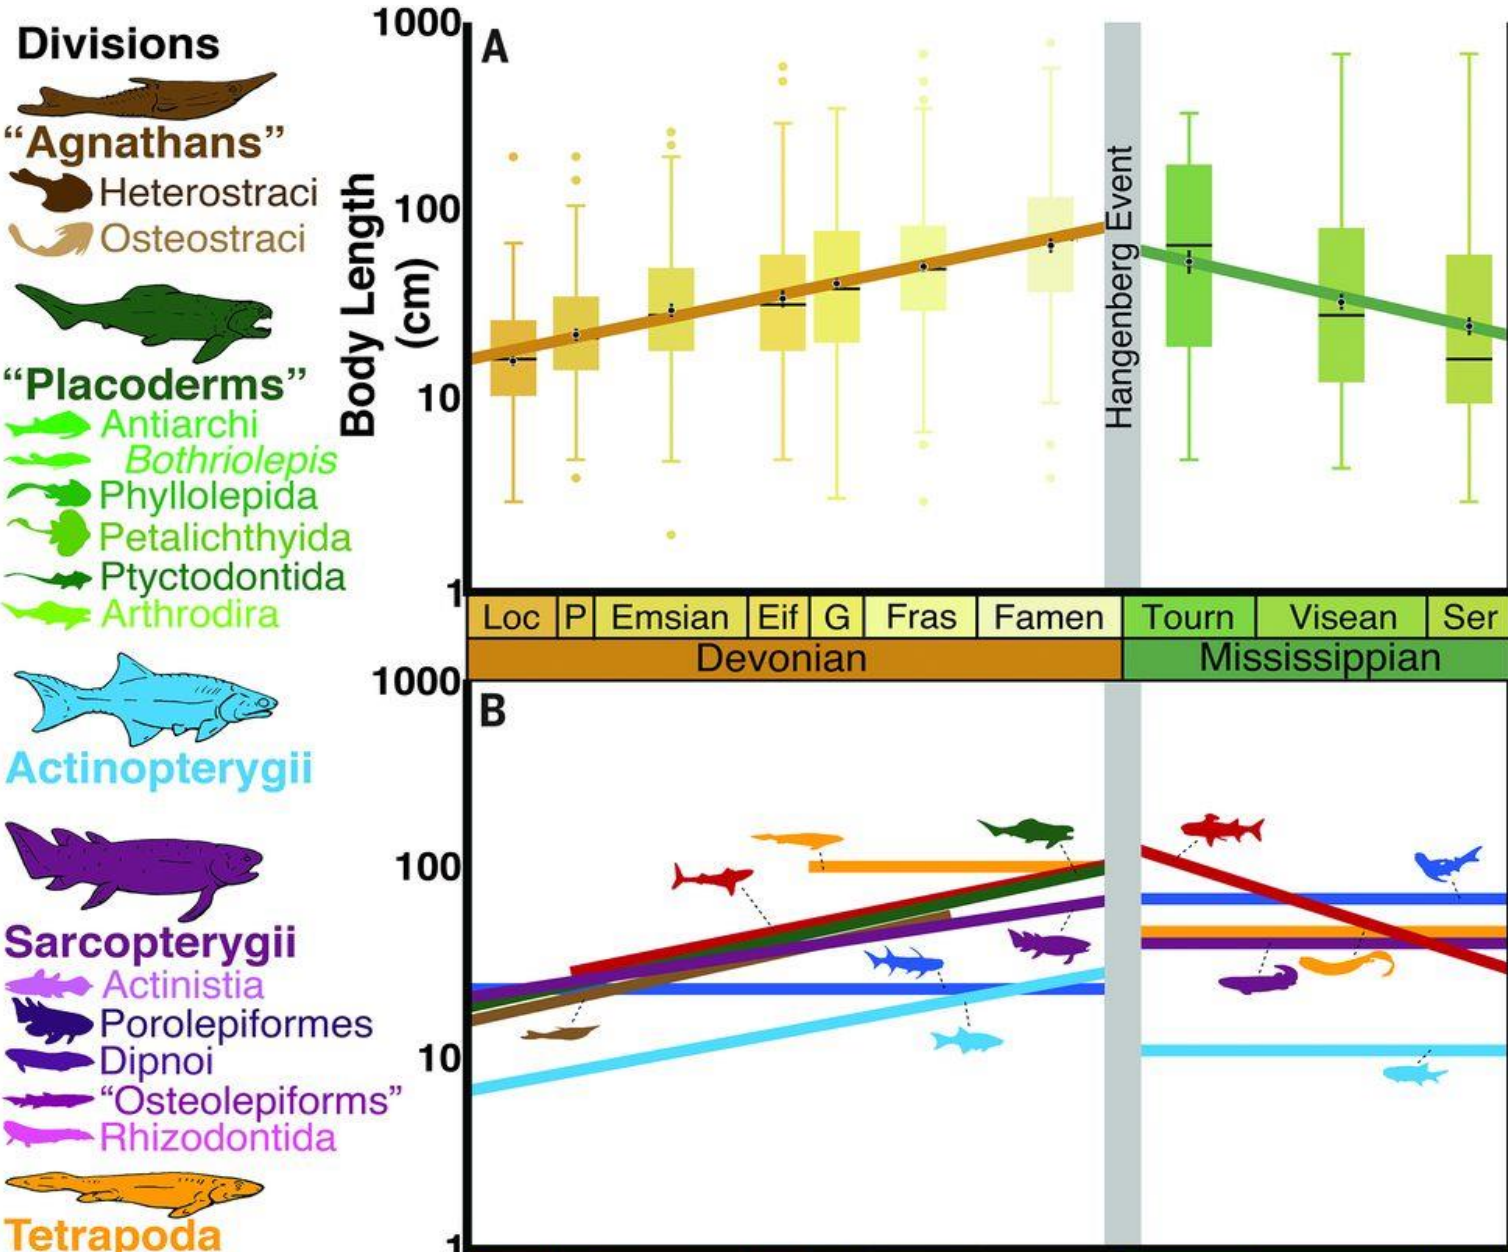 Divisions
“Agnathans”
Heterostraci
Osteostraci
“Placoderms”
Antiarchi
Bothriolepis
Phyllolepida
Petalichthyida
Ptyctodontida
Arthrodira
Actinopterygii
Sarcopterygii
Actinistia
Porolepiformes
Dipnoi
“Osteolepiforms”
Rhizodontida
Tetrapoda
Body Length
(cm)
1000
100
10
1
A
Hangenberg Event
Loc P Emsian Eif G Fras Famen Tourn Visean Ser
Devonian Mississippian
1000
100
10
1
B